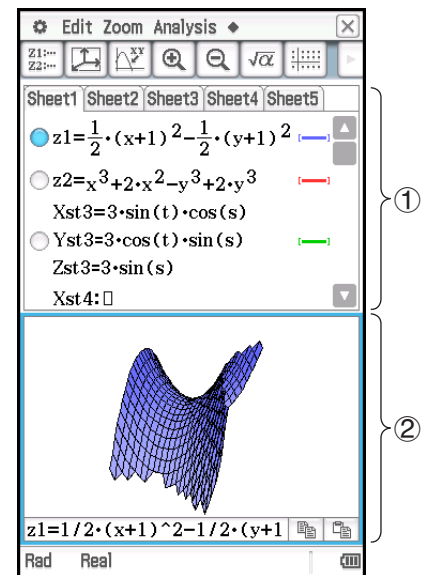 Edit Zoom Analysis ◆
Z1:··· Z2:··· XY √α
Sheet1 Sheet2 Sheet3 Sheet4 Sheet5
z1=1/2·(x+1)²−1/2·(y+1)²
z2=x³+2·x²−y³+2·y³
Xst3=3·sin(t)·cos(s)
Yst3=3·cos(t)·sin(s)
Zst3=3·sin(s)
Xst4:▯
①
②
z1=1/2·(x+1)^2−1/2·(y+1
Rad Real